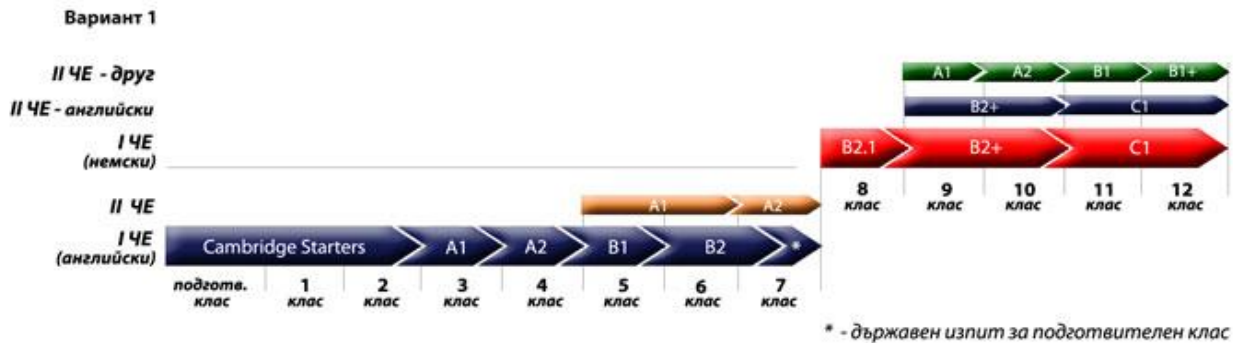 Вариант 1
II ЧЕ - друг
A1 A2 B1 B1+
II ЧЕ - английски
B2+ C1
I ЧЕ
(немски)
B2.1 B2+ C1
8 9 10 11 12
клас клас клас клас клас
II ЧЕ
A1 A2
I ЧЕ
(английски)
Cambridge Starters A1 A2 B1 B2 *
подготв. 1 2 3 4 5 6 7
клас клас клас клас клас клас клас клас
* - държавен изпит за подготвителен клас